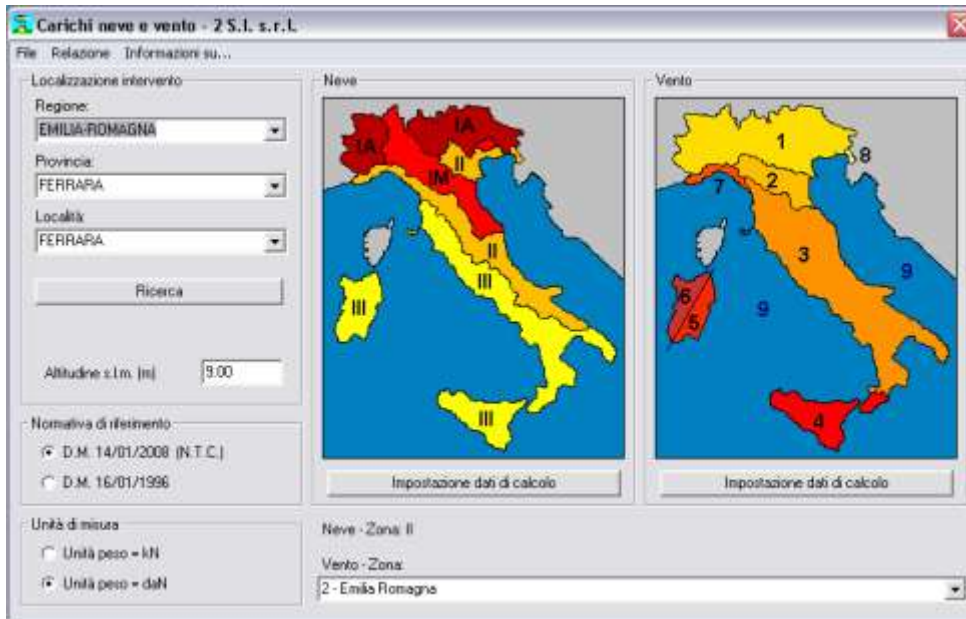 Carichi neve e vento - 2 S.I. s.r.l.
File Relazione Informazioni su...
Localizzazione intervento
Regione:
EMILIA-ROMAGNA
Provincia:
FERRARA
Località:
FERRARA
Ricerca
Altitudine s.l.m. (m)
9.00
Normativa di riferimento
D.M. 14/01/2008 (N.T.C.)
D.M. 16/01/1996
Unità di misura
Unità peso = kN
Unità peso = daN
Neve
IA
IA
II
IM
II
III
III
III
Impostazione dati di calcolo
Vento
1
8
2
7
3
9
6
9
5
4
Impostazione dati di calcolo
Neve - Zona: II
Vento - Zona:
2 - Emilia Romagna